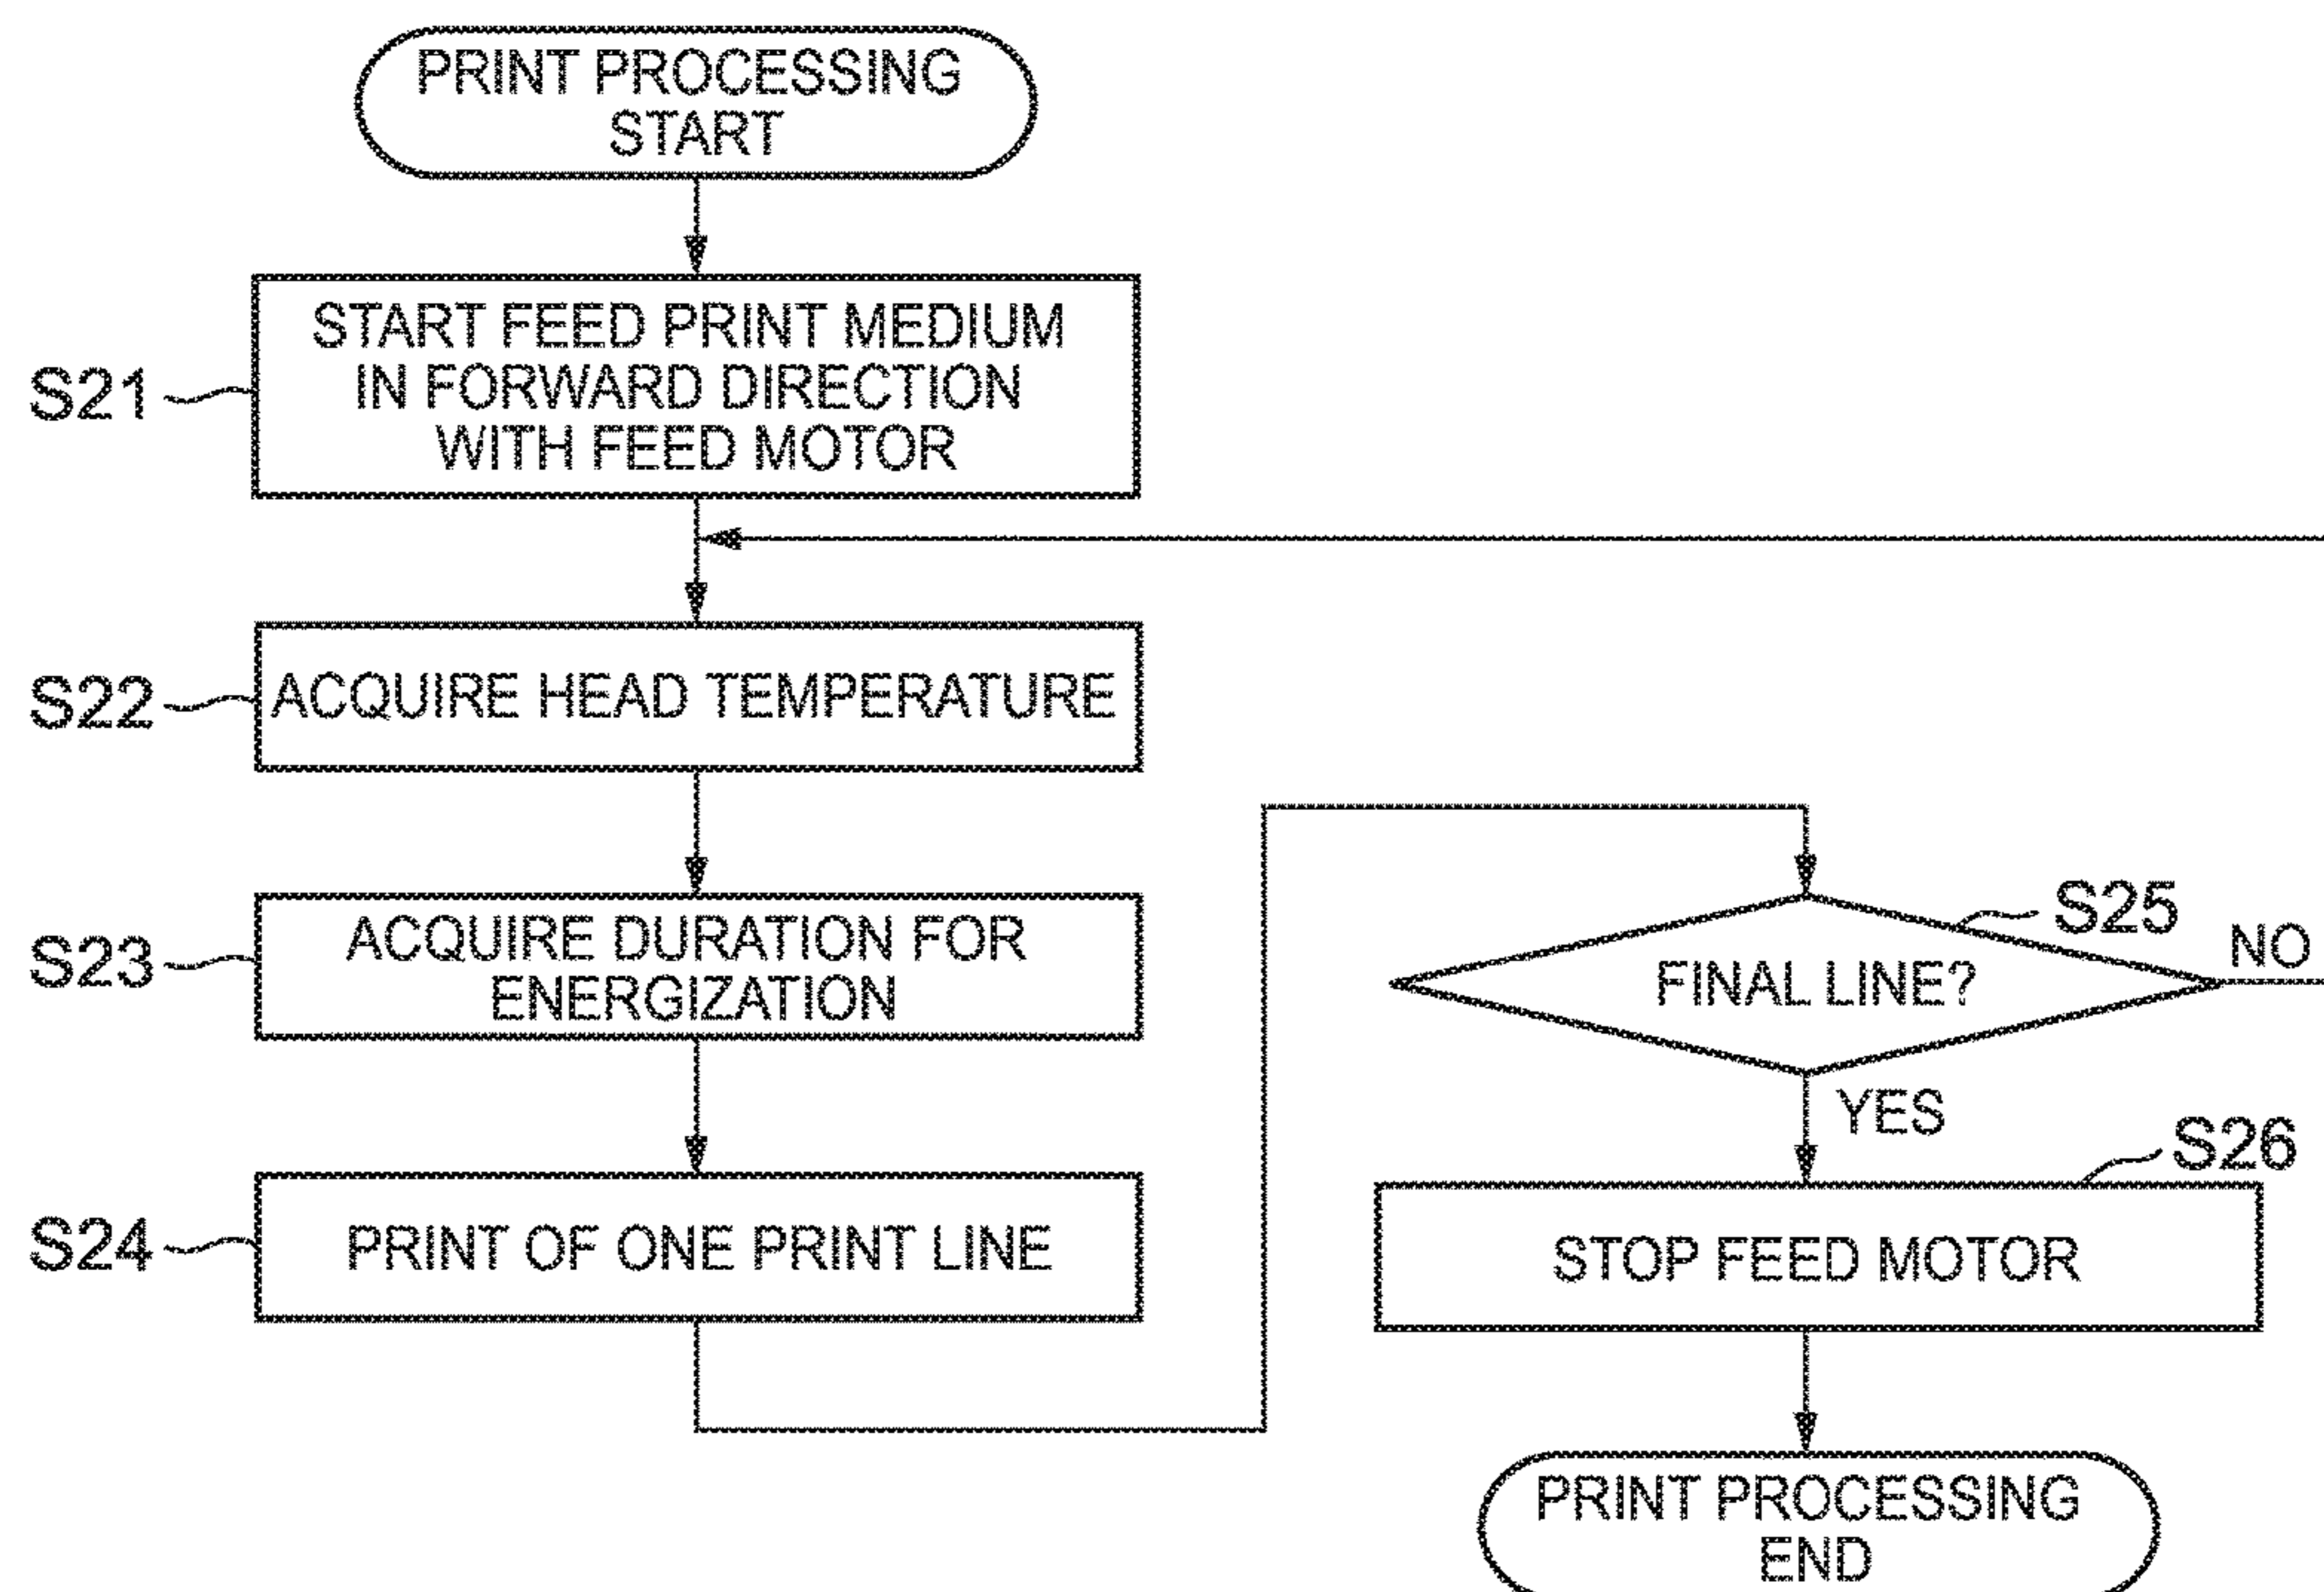 PRINT PROCESSING
START
S21
START FEED PRINT MEDIUM
IN FORWARD DIRECTION
WITH FEED MOTOR
S22
ACQUIRE HEAD TEMPERATURE
S23
ACQUIRE DURATION FOR
ENERGIZATION
S24
PRINT OF ONE PRINT LINE
S25
FINAL LINE?
NO
YES
S26
STOP FEED MOTOR
PRINT PROCESSING
END